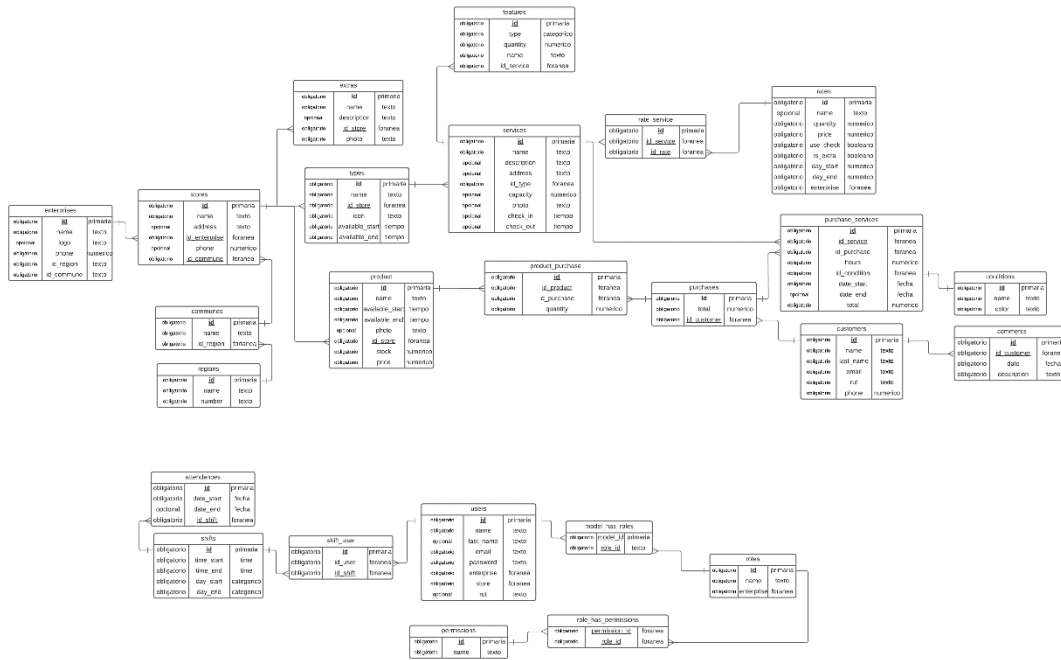 features
obligatorio id primaria
obligatorio type categorico
obligatorio quantity numerico
obligatorio name texto
obligatorio id_service foranea
extras
obligatorio id primaria
obligatorio name texto
opcional description texto
obligatorio id_store foranea
obligatorio photo texto
types
obligatorio id primaria
obligatorio name texto
obligatorio id_store foranea
obligatorio icon texto
obligatorio available_start tiempo
obligatorio available_end tiempo
services
obligatorio id primaria
obligatorio name texto
opcional description texto
opcional address texto
obligatorio id_type foranea
opcional capacity numerico
opcional photo texto
opcional check_in tiempo
opcional check_out tiempo
rate_service
obligatorio id primaria
obligatorio id_service foranea
obligatorio id_rate foranea
rates
obligatorio id primaria
opcional name texto
obligatorio quantity numerico
obligatorio price numerico
obligatorio use_check booleano
obligatorio is_extra booleano
obligatorio day_start numerico
obligatorio day_end numerico
obligatorio enterprise foranea
enterprises
obligatorio id primaria
obligatorio name texto
opcional logo texto
obligatorio phone numerico
obligatorio id_region texto
obligatorio id_commune texto
stores
obligatorio id primaria
obligatorio name texto
opcional address texto
obligatorio id_enterprise foranea
opcional phone numerico
obligatorio id_commune foranea
communes
obligatorio id primaria
obligatorio name texto
obligatorio id_region
regions
obligatorio id primaria
obligatorio name texto
obligatorio number texto
product
obligatorio id primaria
obligatorio name texto
obligatorio available_start tiempo
obligatorio available_end tiempo
opcional photo texto
obligatorio id_store foranea
obligatorio stock numerico
obligatorio price numerico
product_purchase
obligatorio id primaria
obligatorio id_product foranea
obligatorio id_purchase foranea
obligatorio quanity numerico
purchases
obligatorio id primaria
obligatorio total numerico
obligatorio id_customer foranea
purchase_services
obligatorio id primaria
obligatorio id_service foranea
obligatorio id_purchase foranea
obligatorio hours numerico
obligatorio id_condition foranea
obligatorio date_start fecha
opcional date_end fecha
obligatorio total numerico
conditions
obligatorio id primaria
obligatorio name texto
obligatorio color texto
customers
obligatorio id primaria
obligatorio name texto
obligatorio last_name texto
obligatorio email texto
obligatorio rut texto
obligatorio phone numerico
comments
obligatorio id
obligatorio id_customer
obligatorio date fecha
obligatorio description texto
attendences
obligatorio id primaria
obligatorio date_start fecha
opcional date_end fecha
obligatorio id_shift foranea
shifts
obligatorio id primaria
obligatorio time_start time
obligatorio time_end time
obligatorio day_start categorico
obligatorio day_end categorico
shift_user
obligatorio id primaria
obligatorio id_user foranea
obligatorio id_shift foranea
users
obligatorio id primaria
obligatorio name texto
opcional last_name texto
obligatorio email texto
obligatorio password texto
obligatorio enterprise foranea
obligatorio store foranea
opcional rut texto
model_has_roles
obligatorio model_id primaria
obligatorio role_id texto
roles
obligatorio id primaria
obligatorio name texto
obligatorio enterprise foranea
role_has_permissions
obligatorio permission_id foranea
obligatorio role_id foranea
permissions
obligatorio id primaria
obligatorio name texto